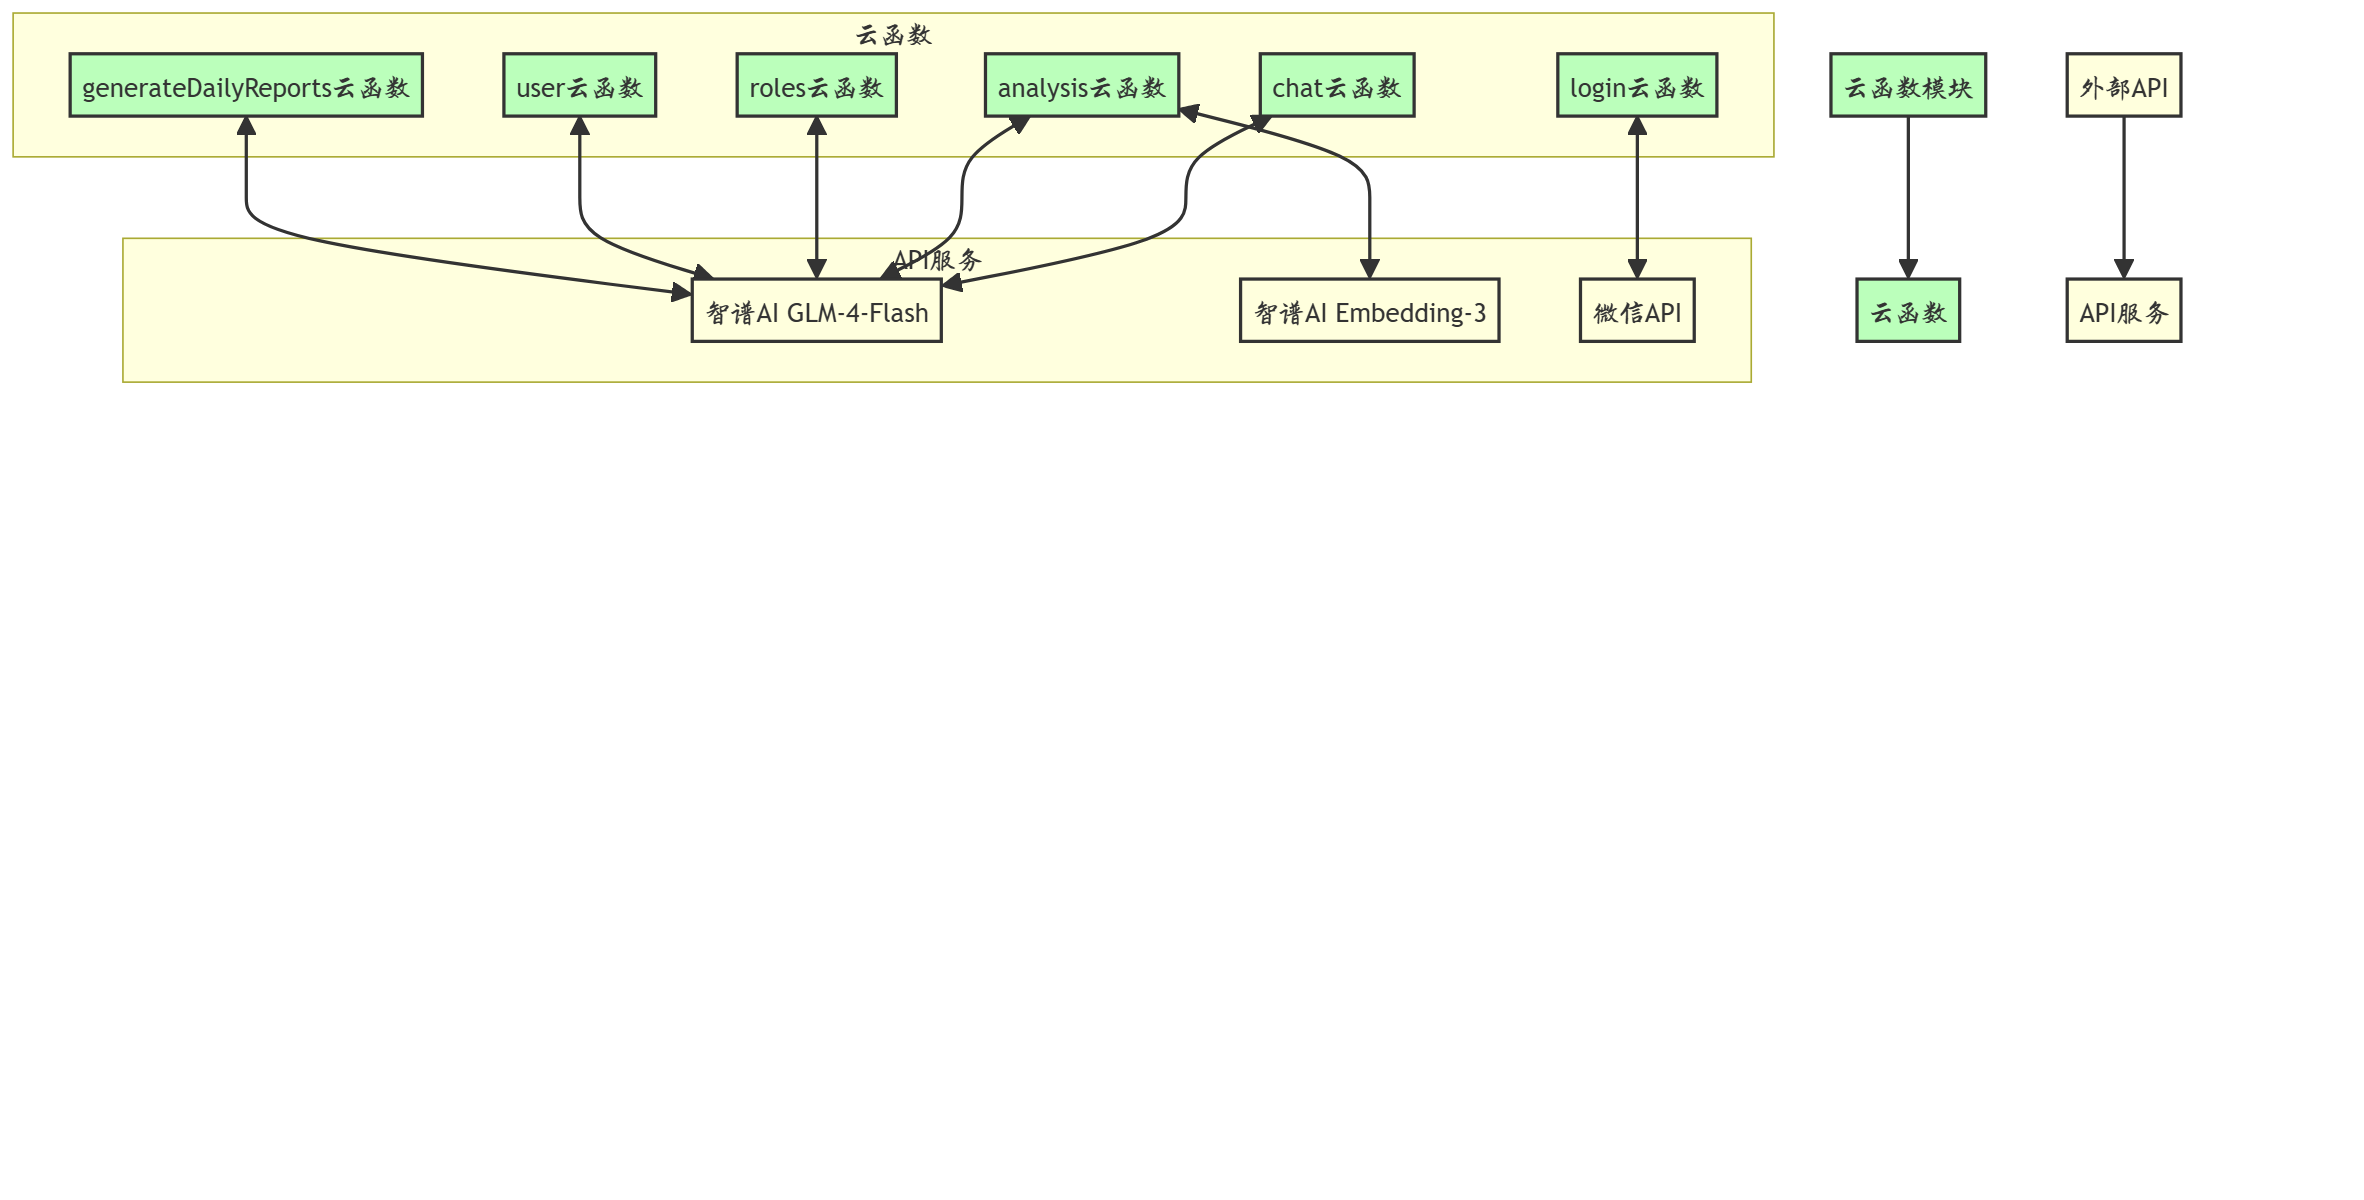 云函数
generateDailyReports云函数
user云函数
roles云函数
analysis云函数
chat云函数
login云函数
云函数模块
外部API
API服务
智谱AI GLM-4-Flash
智谱AI Embedding-3
微信API
云函数
API服务